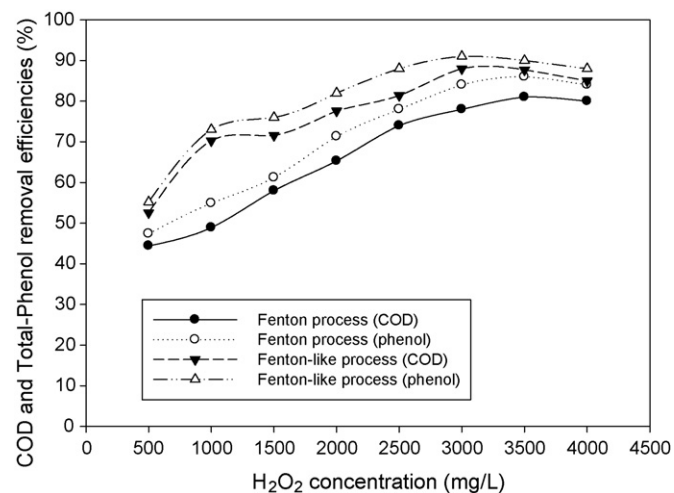 COD and Total-Phenol removal efficiencies (%)
100
90
80
70
60
50
40
30
20
10
0
Fenton process (COD)
Fenton process (phenol)
Fenton-like process (COD)
Fenton-like process (phenol)
0 500 1000 1500 2000 2500 3000 3500 4000 4500
H₂O₂ concentration (mg/L)